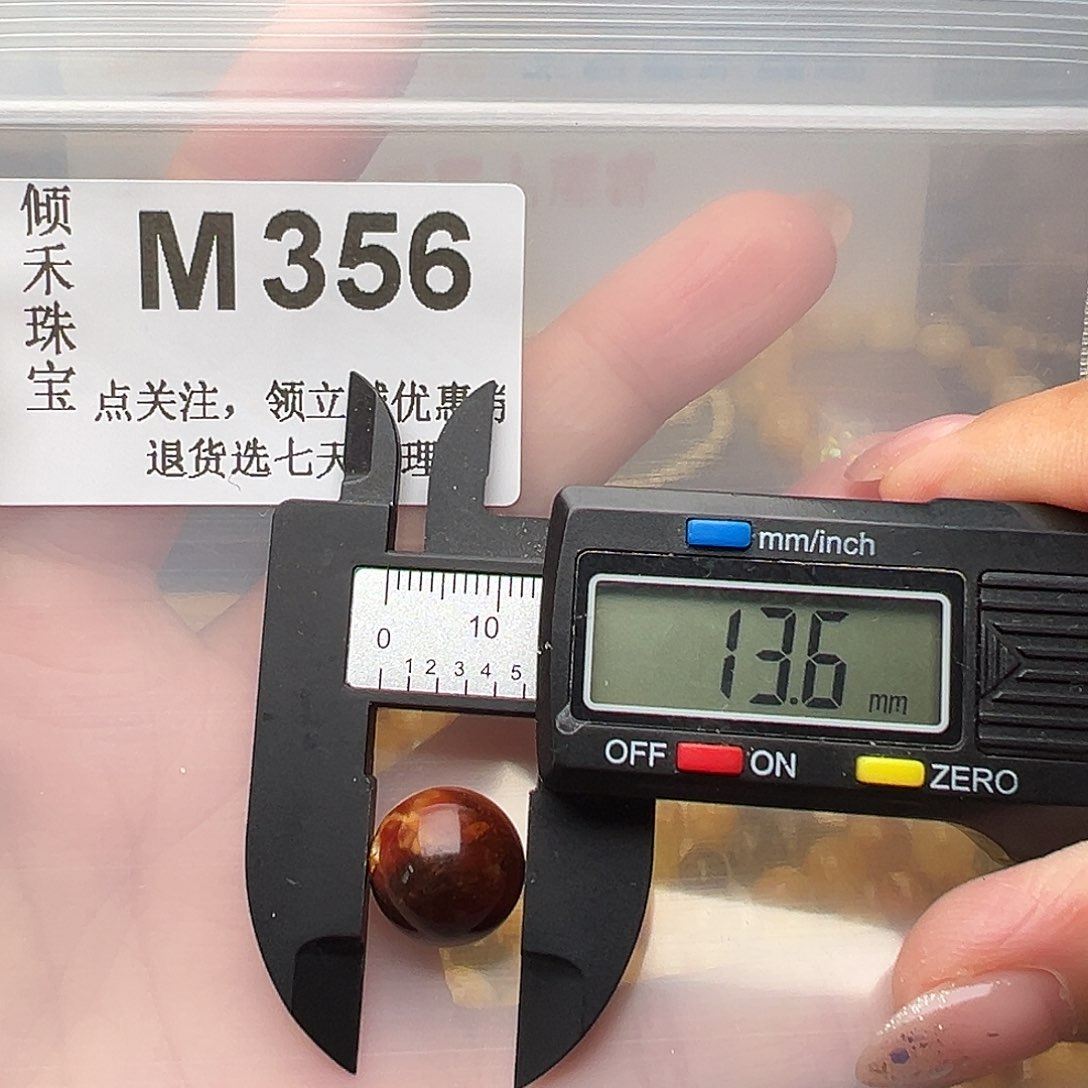 倾禾珠宝
M 356
点关注，领立 优惠
退货选七天 理
mm/inch
13.6 mm
0 10
1 2 3 4 5
OFF ON
ZERO